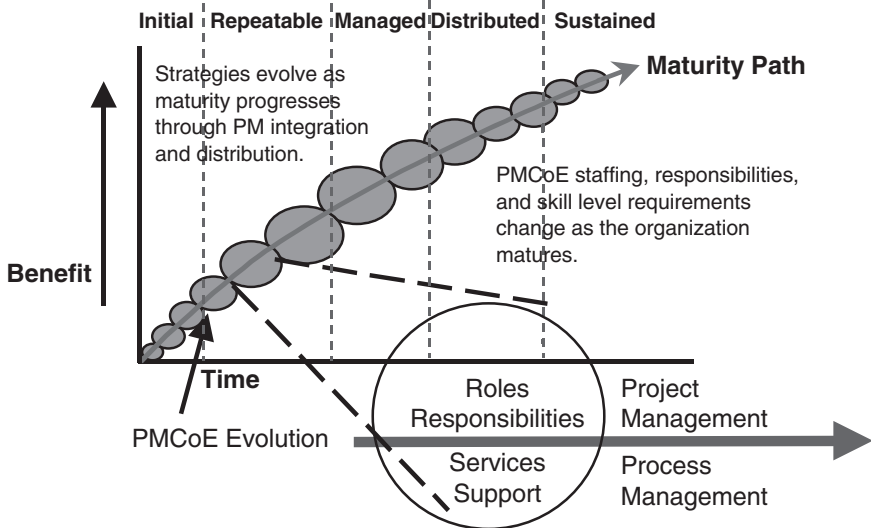 Initial Repeatable Managed Distributed Sustained
Maturity Path
Strategies evolve as
maturity progresses
through PM integration
and distribution.
PMCoE staffing, responsibilities,
and skill level requirements
change as the organization
matures.
Benefit
Time
PMCoE Evolution
Roles
Responsibilities
Services
Support
Project
Management
Process
Management